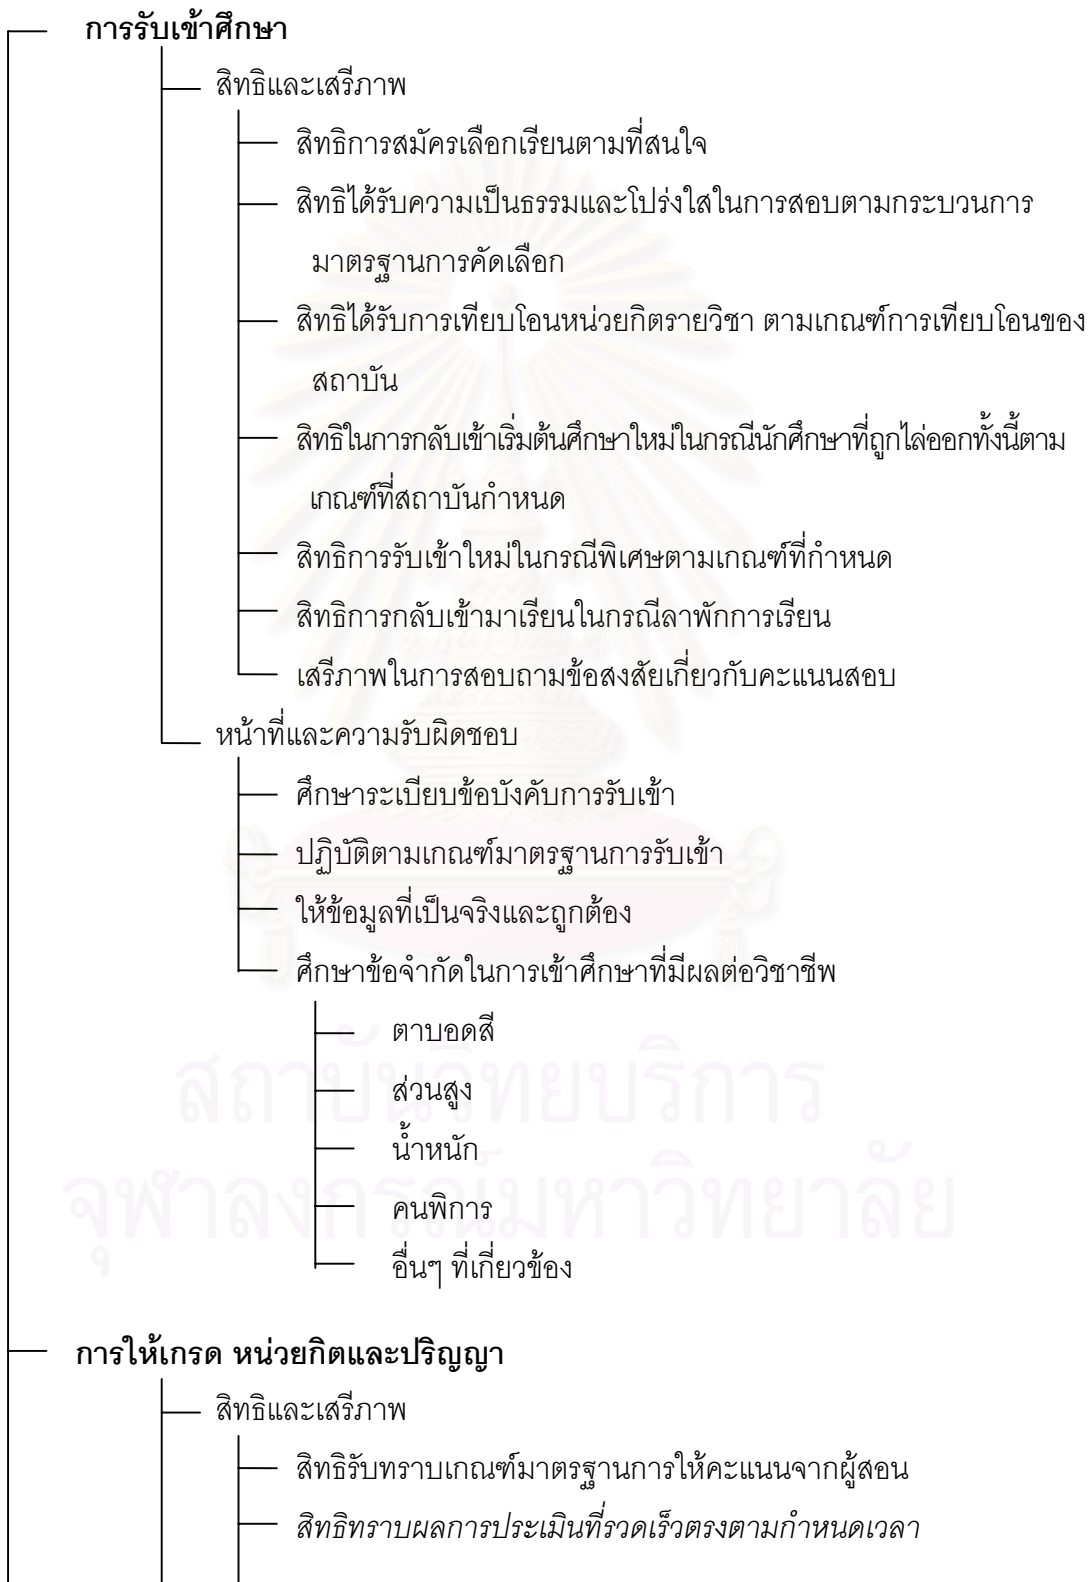 การรับเข้าศึกษา
สิทธิและเสรีภาพ
สิทธิการสมัครเลือกเรียนตามที่สนใจ
สิทธิได้รับความเป็นธรรมและโปร่งใสในการสอบตามกระบวนการ
มาตรฐานการคัดเลือก
สิทธิได้รับการเทียบโอนหน่วยกิตรายวิชา ตามเกณฑ์การเทียบโอนของ
สถาบัน
สิทธิในการกลับเข้าเริ่มต้นศึกษาใหม่ในกรณีนักศึกษาที่ถูกไล่ออกทั้งนี้ตาม
เกณฑ์ที่สถาบันกำหนด
สิทธิการรับเข้าใหม่ในกรณีพิเศษตามเกณฑ์ที่กำหนด
สิทธิการกลับเข้ามาเรียนในกรณีลาพักการเรียน
เสรีภาพในการสอบถามข้อสงสัยเกี่ยวกับคะแนนสอบ
หน้าที่และความรับผิดชอบ
ศึกษาระเบียบข้อบังคับการรับเข้า
ปฏิบัติตามเกณฑ์มาตรฐานการรับเข้า
ให้ข้อมูลที่เป็นจริงและถูกต้อง
ศึกษาข้อจำกัดในการเข้าศึกษาที่มีผลต่อวิชาชีพ
ตาบอดสี
สถาบันวิทยบริการ
ส่วนสูง
น้ำหนัก
จุฬาลงกรณ์มหาวิทยาลัย
คนพิการ
อื่นๆ ที่เกี่ยวข้อง
การให้เกรด หน่วยกิตและปริญญา
สิทธิและเสรีภาพ
สิทธิรับทราบเกณฑ์มาตรฐานการให้คะแนนจากผู้สอน
สิทธิทราบผลการประเมินที่รวดเร็วตรงตามกำหนดเวลา